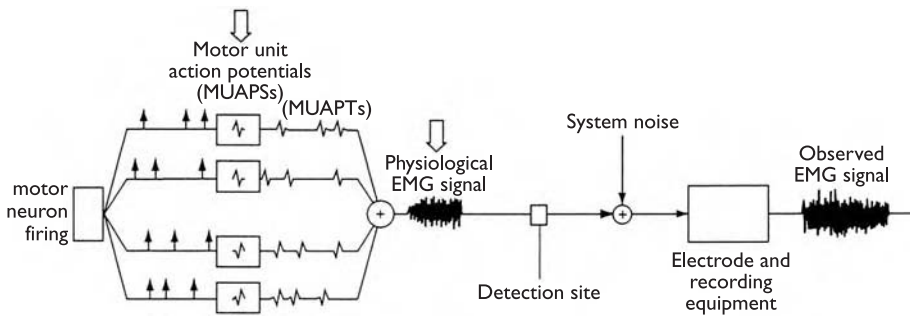 Motor unit
action potentials
(MUAPSs)
(MUAPTs)
motor
neuron
firing
+
Physiological
EMG signal
Detection site
System noise
+
Electrode and
recording
equipment
Observed
EMG signal